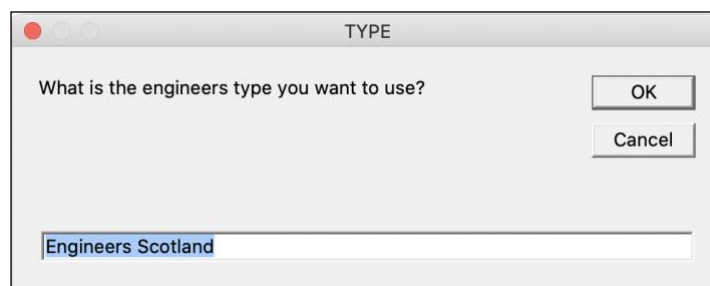 TYPE
What is the engineers type you want to use?
OK
Cancel
Engineers Scotland